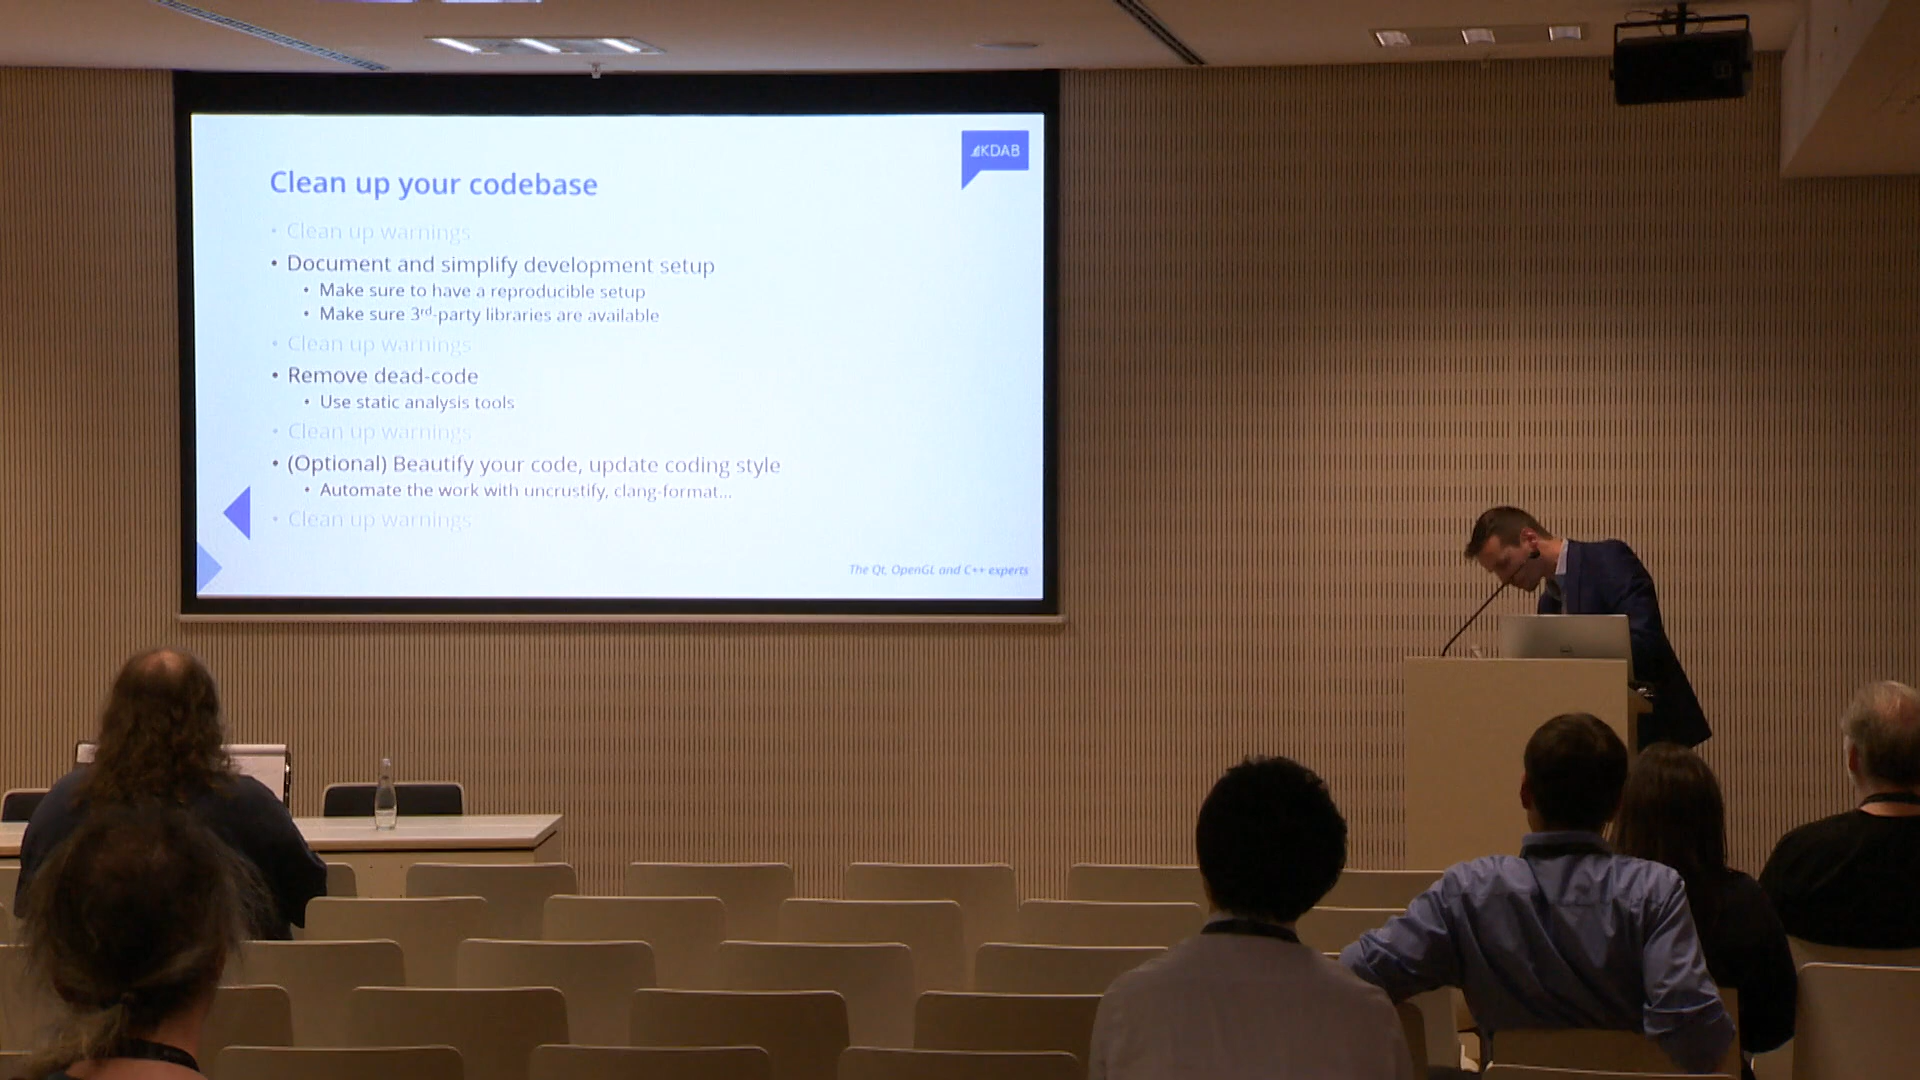 KDAB
Clean up your codebase
• Clean up warnings
• Document and simplify development setup
• Make sure to have a reproducible setup
• Make sure 3rd-party libraries are available
• Clean up warnings
• Remove dead-code
• Use static analysis tools
• Clean up warnings
• (Optional) Beautify your code, update coding style
• Automate the work with uncrustify, clang-format...
• Clean up warnings
The Qt, OpenGL and C++ experts